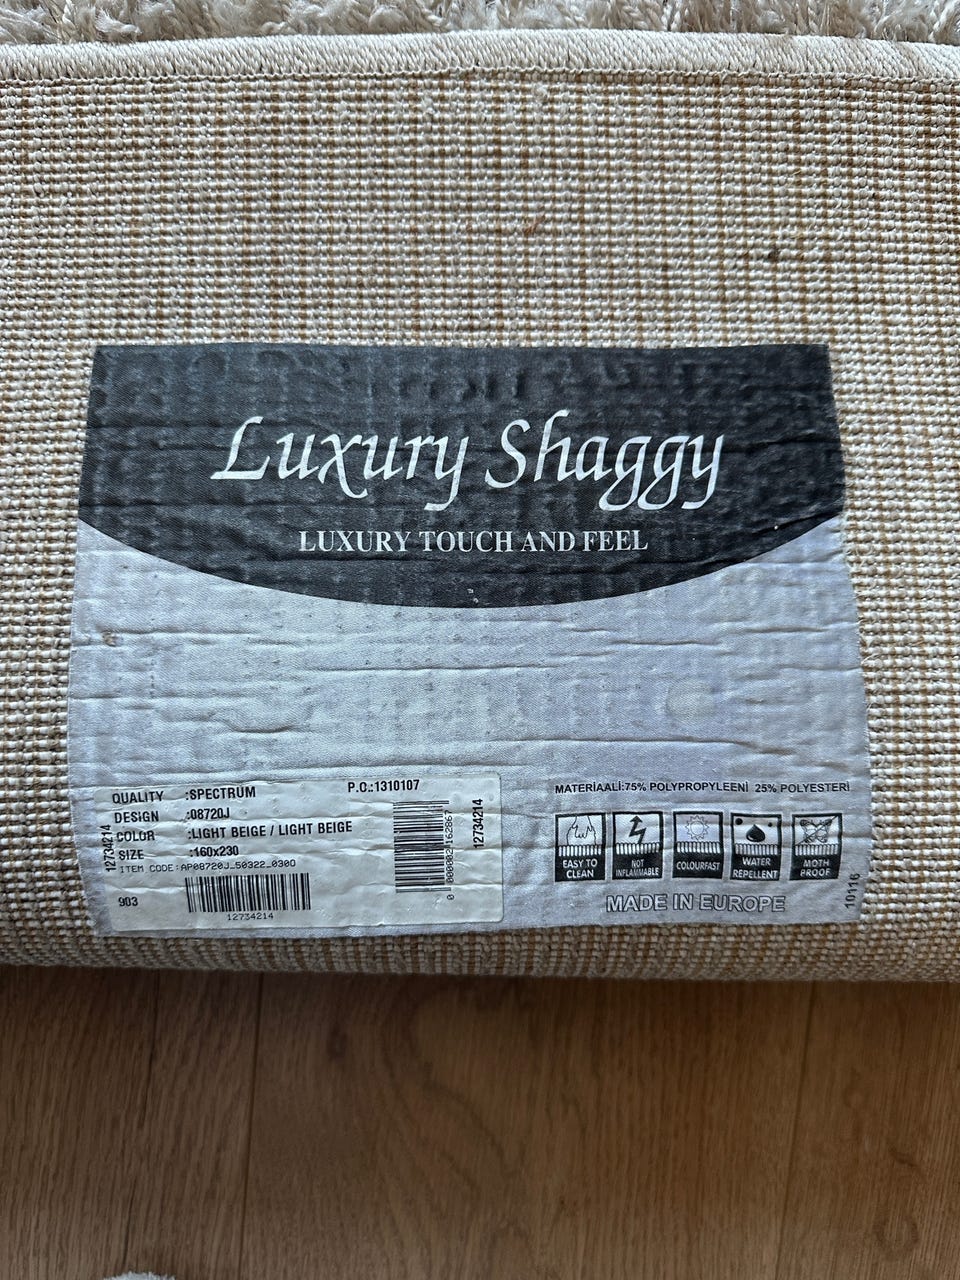 Luxury Shaggy
LUXURY TOUCH AND FEEL
QUALITY :SPECTRUM P.O.:1310107
DESIGN :08720J
COLOR :LIGHT BEIGE / LIGHT BEIGE
SIZE :160x230
ITEM CODE:AP08720J_50322_0300
903
12734214
12734214
12734214
MATERİAALİ:75% POLYPROPYLEENİ 25% POLYESTERİ
EASY TO CLEAN
NOT INFLAMMABLE
COLOURFAST
WATER REPELLENT
MOTH PROOF
MADE IN EUROPE
10116